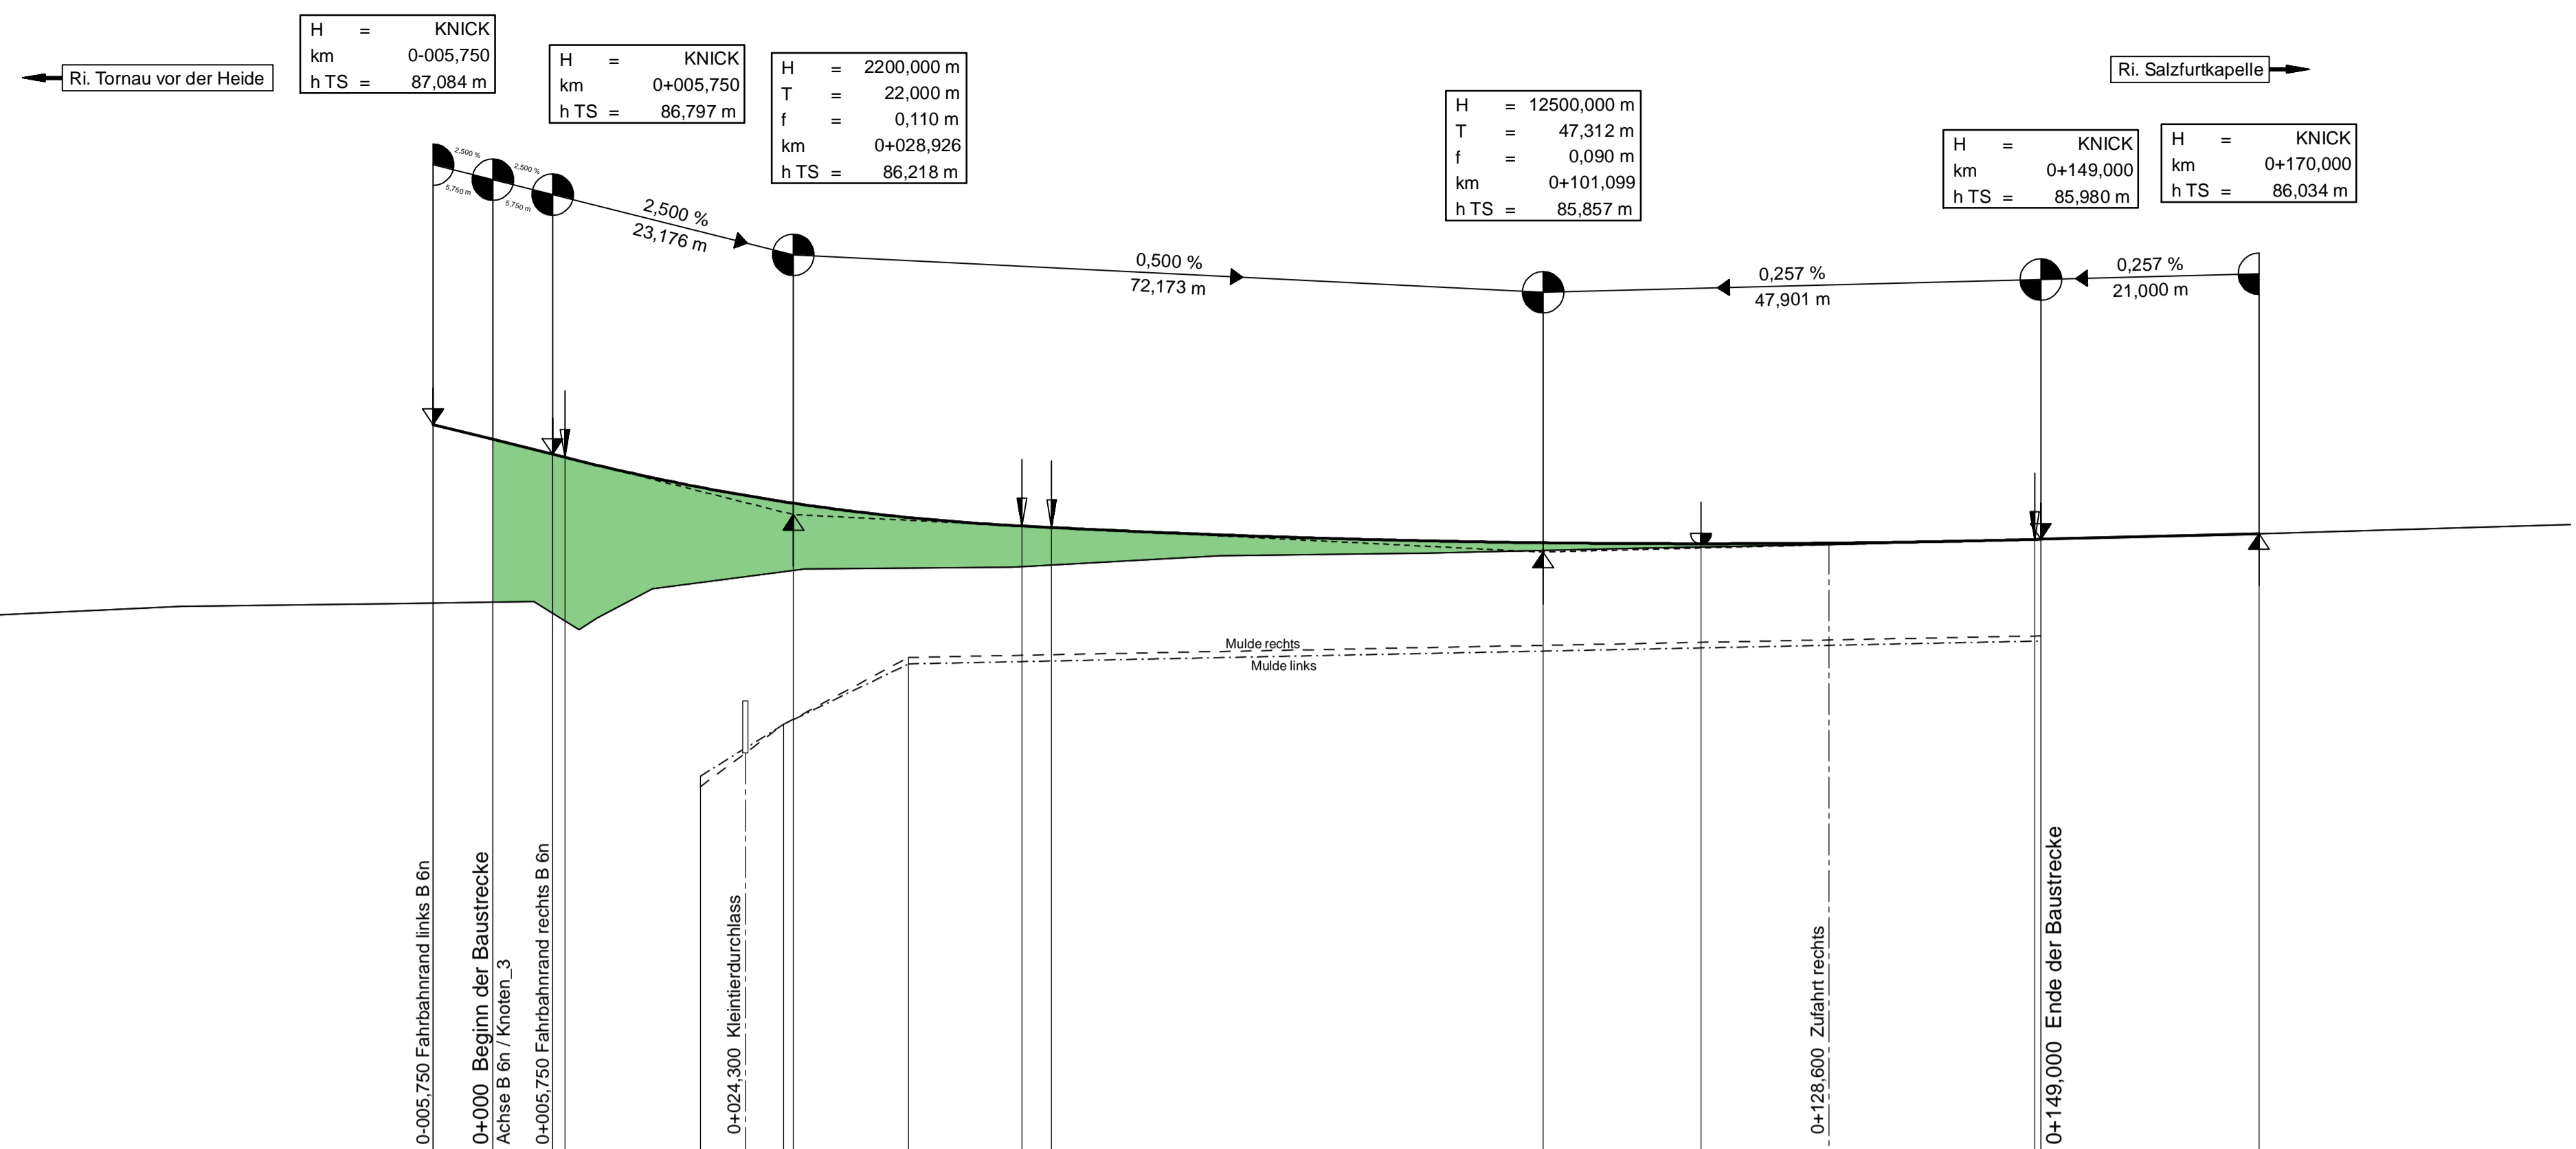 Ri. Tornau vor der Heide
H = KNICK
km 0-005,750
h TS = 87,084 m
H = KNICK
km 0+005,750
h TS = 86,797 m
H = 2200,000 m
T = 22,000 m
f = 0,110 m
km 0+028,926
h TS = 86,218 m
H = 12500,000 m
T = 47,312 m
f = 0,090 m
km 0+101,099
h TS = 85,857 m
Ri. Salzfurtkapelle
H = KNICK
km 0+149,000
h TS = 85,980 m
H = KNICK
km 0+170,000
h TS = 86,034 m
2,500 %
5,750 m
2,500 %
5,750 m
2,500 %
23,176 m
0,500 %
72,173 m
0,257 %
47,901 m
0,257 %
21,000 m
Mulde rechts
Mulde links
0-005,750 Fahrbahnrand links B 6n
0+000 Beginn der Baustrecke
Achse B 6n / Knoten_3
0+005,750 Fahrbahnrand rechts B 6n
0+024,300 Kleintierdurchlass
0+128,600 Zufahrt rechts
0+149,000 Ende der Baustrecke